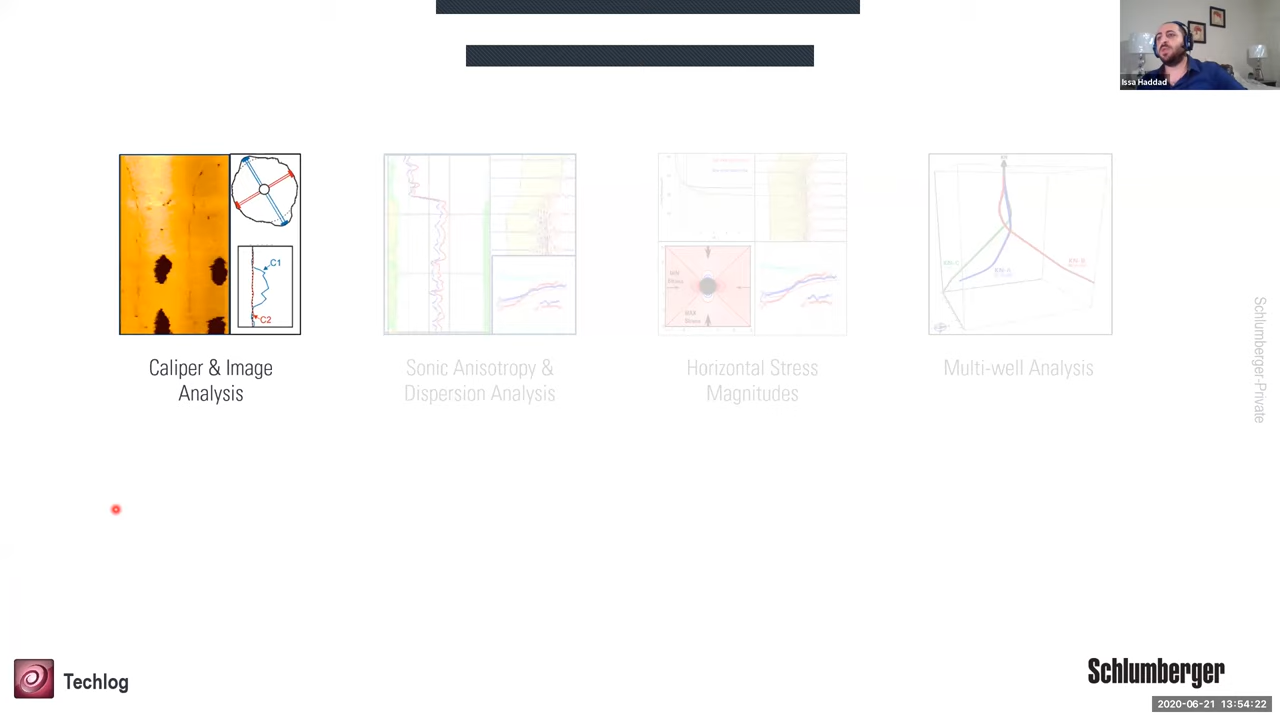 Issa Haddad
C1
C2
Caliper & Image
Analysis
Sonic Anisotropy &
Dispersion Analysis
Horizontal Stress
Magnitudes
Multi-well Analysis
Schlumberger-Private
Techlog
Schlumberger
2020-06-21 13:54:22